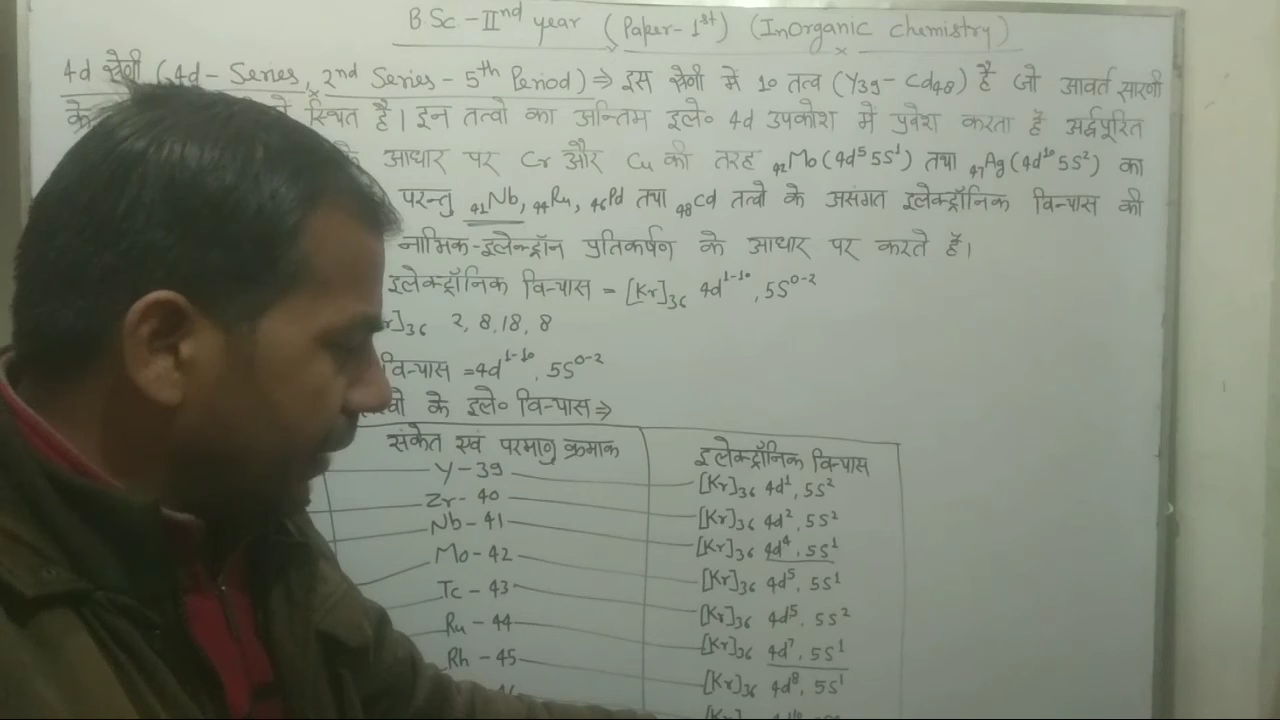 B.Sc - IInd year (Paper - 1st) (Inorganic chemistry)
4d श्रेणी (4d - Series, 2nd Series - 5th Period) ⇒ इस श्रेणी में 10 तत्व (Y39 - Cd48) है जो आवर्त सारणी
के स्थित है। इन तत्वो का अन्तिम इले० 4d उपकोश में प्रवेश करता है अर्द्धपूरित
के आधार पर Cr और Cu की तरह 42Mo(4d⁵5S¹) तथा 47Ag(4d¹⁰5S²) का
परन्तु 41Nb, 44Ru, 46Pd तथा 48Cd तत्वो के असंगत इलेक्ट्रॉनिक विन्यास की
नाभिक-इलेक्ट्रॉन प्रतिकर्षण के आधार पर करते हैं।
इलेक्ट्रॉनिक विन्यास = [Kr]36 4d¹⁻¹⁰, 5S⁰⁻²
]36 2, 8, 18, 8
विन्यास = 4d¹⁻¹⁰, 5S⁰⁻²
के इले० विन्यास ⇒
संकेत एवं परमाणु क्रमाक इलेक्ट्रॉनिक विन्यास
Y - 39 [Kr]36 4d¹, 5S²
Zr - 40 [Kr]36 4d², 5S²
Nb - 41 [Kr]36 4d⁴, 5S¹
Mo - 42 [Kr]36 4d⁵, 5S¹
Tc - 43 [Kr]36 4d⁵, 5S²
Ru - 44 [Kr]36 4d⁷, 5S¹
Rh - 45 [Kr]36 4d⁸, 5S¹